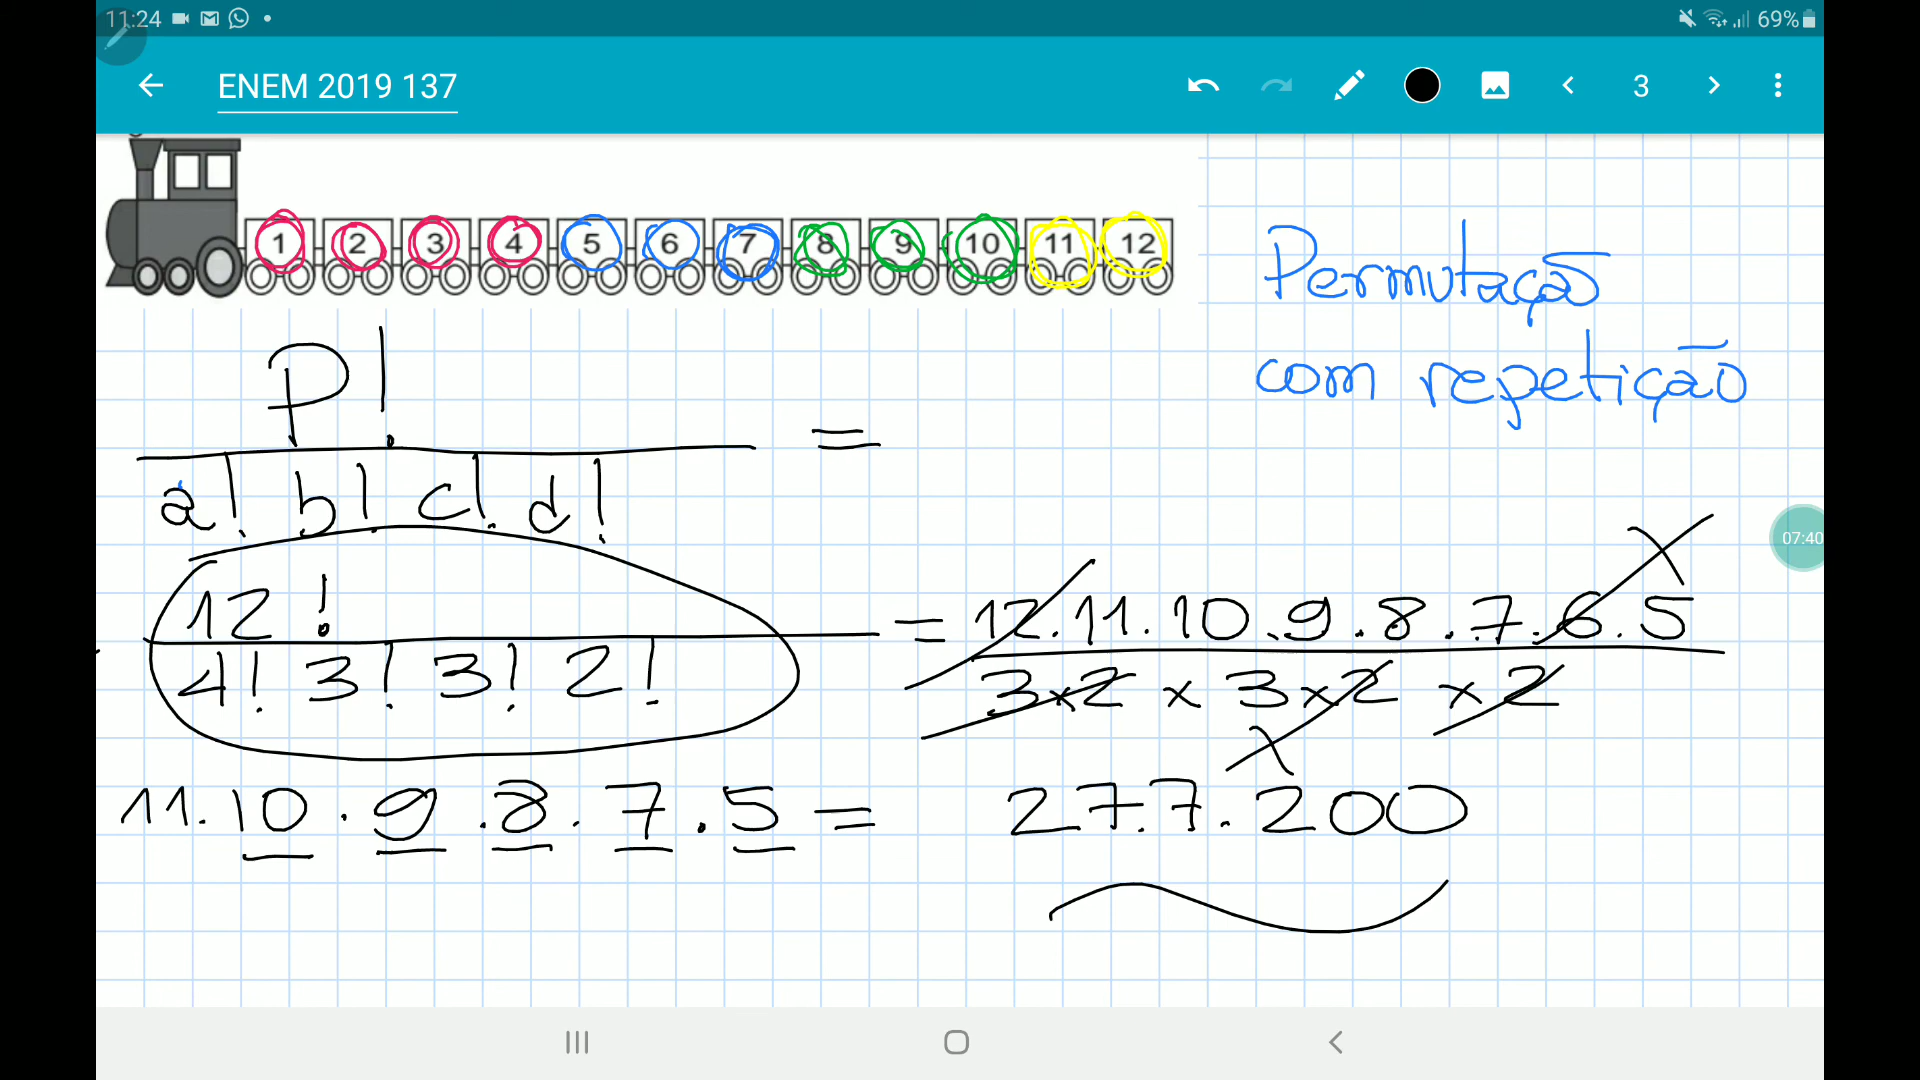 11:24 69%
ENEM 2019 137 3
1 2 3 4 5 6 7 8 9 10 11 12
Permutação
com repetição
P! =
a! b! c! d!
07:40
12! = 12.11.10.9.8.7.6.5
4! 3! 3! 2! 3x2 x 3x2 x 2
11.10.9.8.7.5 = 277.200